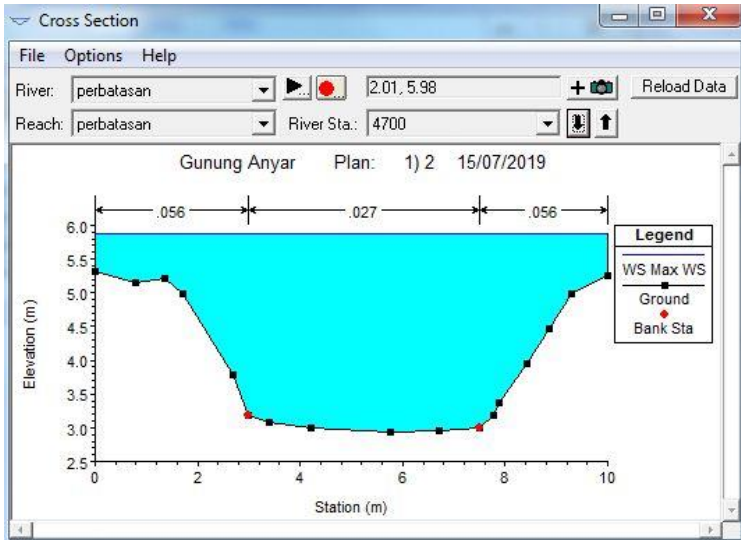 Cross Section
File Options Help
River: perbatasan 2.01, 5.98 Reload Data
Reach: perbatasan River Sta.: 4700
Gunung Anyar Plan: 1) 2 15/07/2019
.056 .027 .056
6.0
5.5
5.0
4.5
4.0
3.5
3.0
2.5
0 2 4 6 8 10
Station (m)
Elevation (m)
Legend
WS Max WS
Ground
Bank Sta